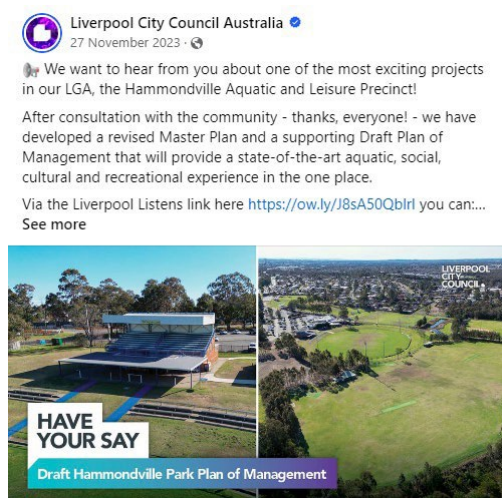 Liverpool City Council Australia
27 November 2023 ·
We want to hear from you about one of the most exciting projects
in our LGA, the Hammondville Aquatic and Leisure Precinct!
After consultation with the community - thanks, everyone! - we have
developed a revised Master Plan and a supporting Draft Plan of
Management that will provide a state-of-the-art aquatic, social,
cultural and recreational experience in the one place.
Via the Liverpool Listens link here https://ow.ly/J8sA50QblrI you can:...
See more
LIVERPOOL
CITY
COUNCIL
HAVE
YOUR SAY
Draft Hammondville Park Plan of Management